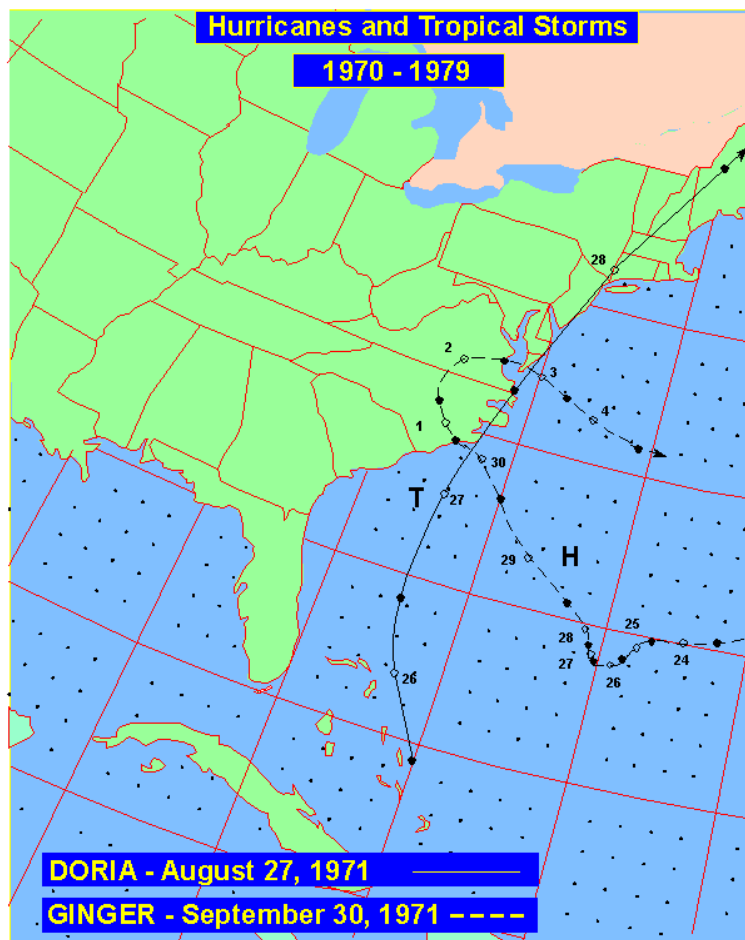 Hurricanes and Tropical Storms
1970 - 1979
28
2
3
4
1
30
T
27
29
H
28
25
27
24
26
26
DORIA - August 27, 1971
GINGER - September 30, 1971